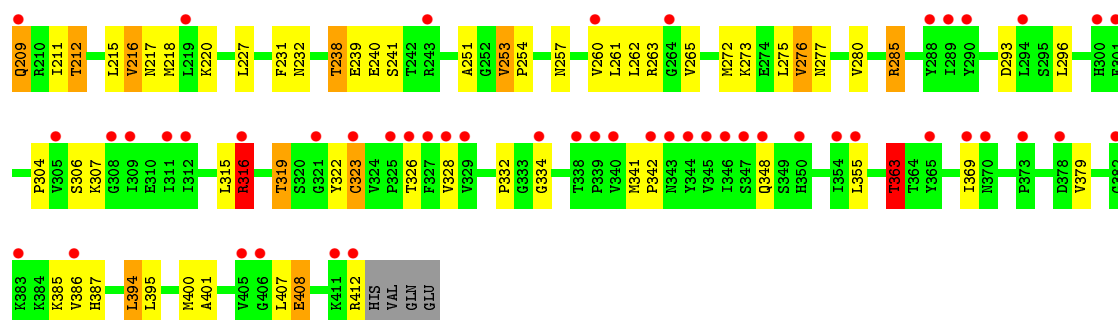 Q209 R210 I211 T212 L215 V216 N217 M218 L219 K220 L227 F231 N232 T238 E239 E240 S241 T242 R243 A251 G252 V253 P254 N257 V260 L261 L262 R263 G264 V265 M272 K273 E274 L275 V276 N277 V280 R285 Y288 I289 Y290 D293 L294 S295 L296 H300
P304 V305 S306 K307 G308 I309 E310 I311 I312 L315 R316 T319 S320 G321 Y322 C323 V324 P325 T326 F327 V328 V329 P332 G333 G334 T338 P339 V340 M341 P342 N343 Y344 V345 I346 S347 Q348 S349 H350 I354 L355 T363 T364 Y365 I369 N370 P373 D378 V379
K383 K384 K385 V386 H387 L394 L395 M400 A401 V405 G406 L407 E408 K411 R412 HIS VAL GLN GLU